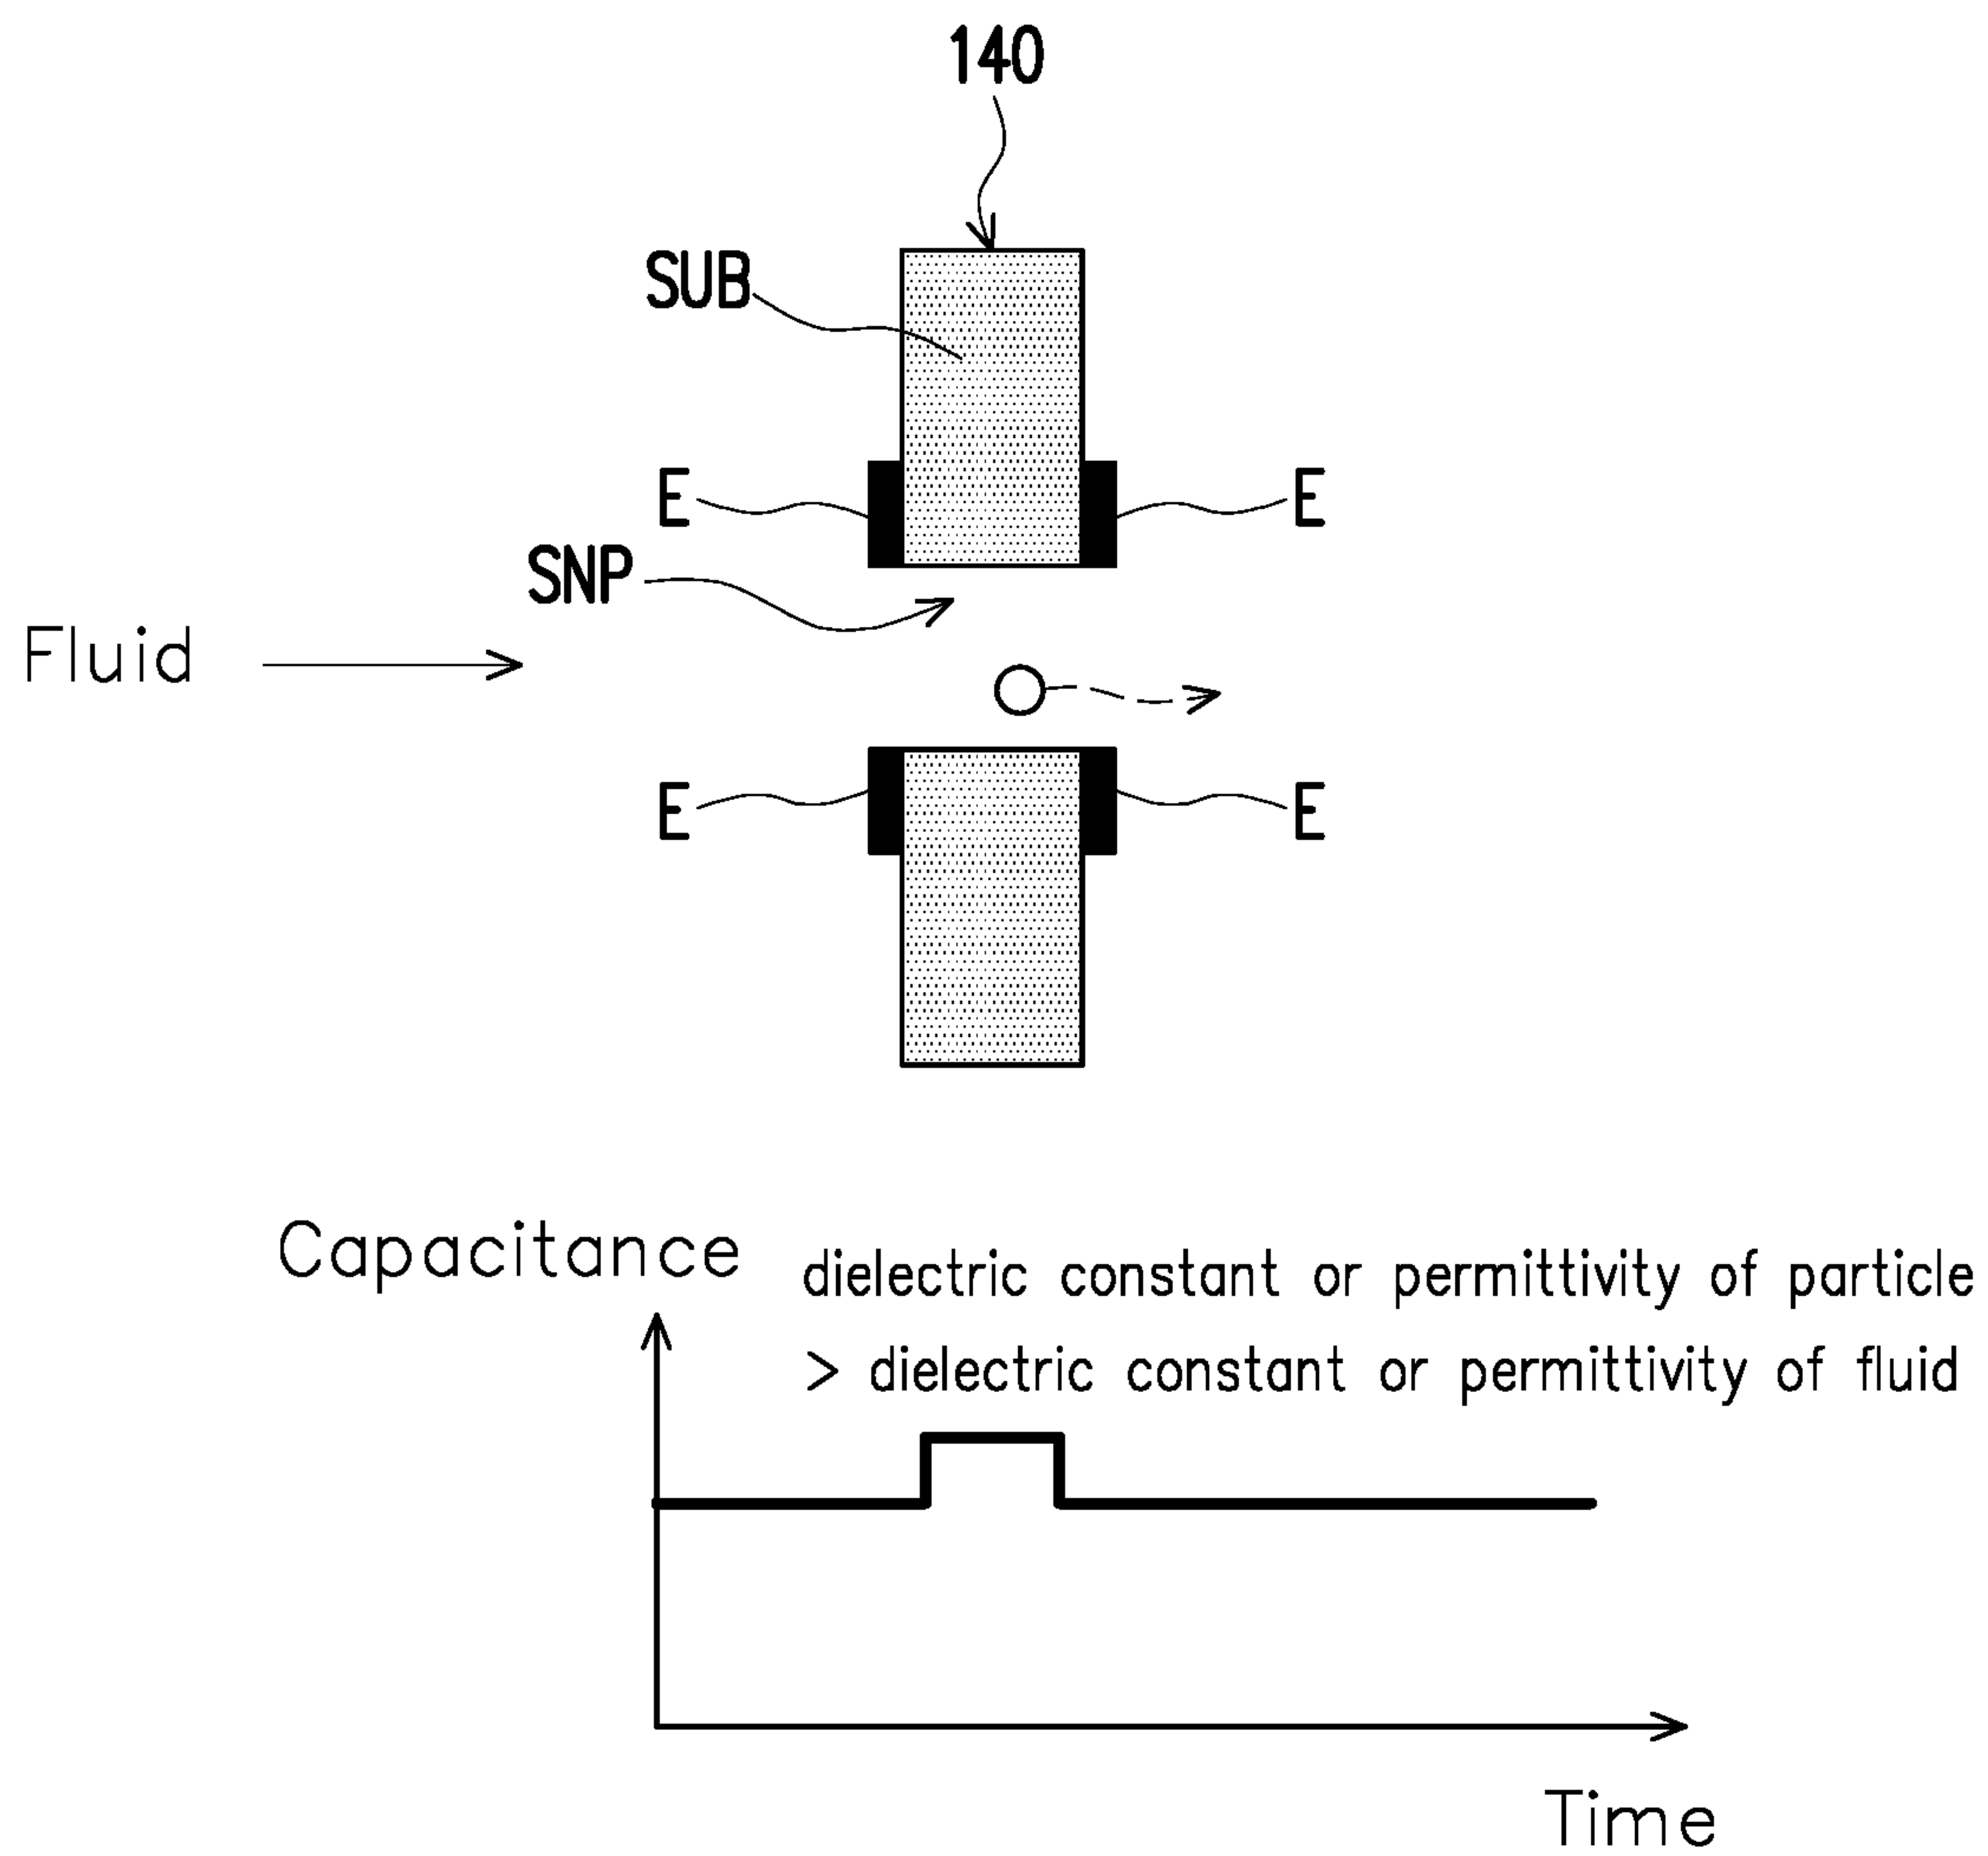 140
SUB
E
E
SNP
Fluid
E
E
Capacitance
dielectric constant or permittivity of particle
> dielectric constant or permittivity of fluid
Time